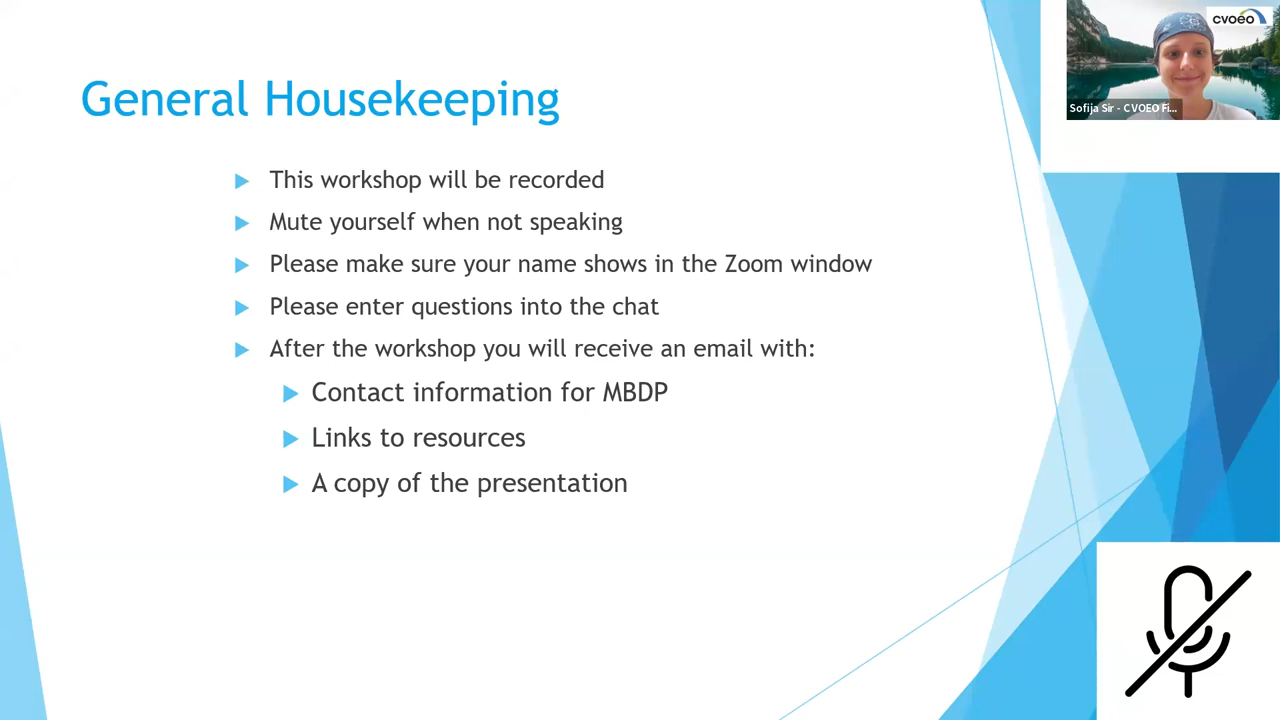 General Housekeeping
This workshop will be recorded
Mute yourself when not speaking
Please make sure your name shows in the Zoom window
Please enter questions into the chat
After the workshop you will receive an email with:
Contact information for MBDP
Links to resources
A copy of the presentation
cvoeo
Sofija Sir - CVOEO Fi...